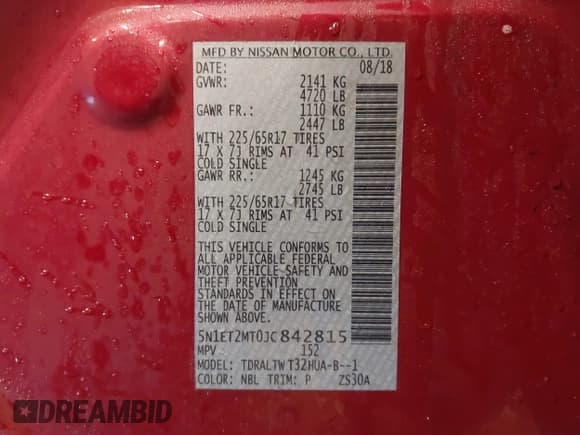 MFD BY NISSAN MOTOR CO., LTD.
DATE: 08/18
GVWR: 2141 KG
4720 LB
GAWR FR.: 1110 KG
2447 LB
WITH 225/65R17 TIRES
17 X 7J RIMS AT 41 PSI
COLD SINGLE
GAWR RR.: 1245 KG
2745 LB
WITH 225/65R17 TIRES
17 X 7J RIMS AT 41 PSI
COLD SINGLE
THIS VEHICLE CONFORMS TO
ALL APPLICABLE FEDERAL
MOTOR VEHICLE SAFETY AND
THEFT PREVENTION
STANDARDS IN EFFECT ON
THE DATE OF MANUFACTURE
SHOWN ABOVE.
5N1ET2MT0JC842815
MPV 152
MODEL: TDRALTW T32HUA-B--1
COLOR: NBL TRIM: P ZS30A
DREAMBID